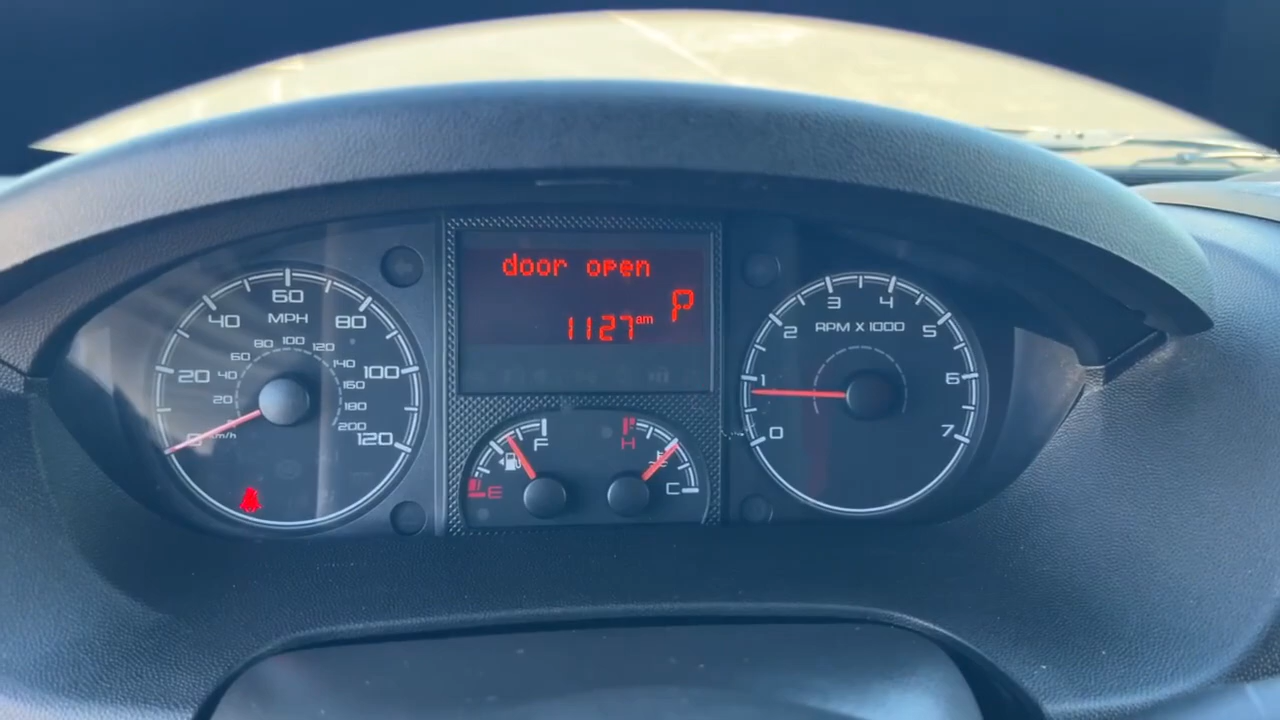 door open
P
1127am
0 20 40 60 80 100 120
MPH
20 40 60 80 100 120 140 160 180 200
km/h
0 1 2 3 4 5 6 7
RPM X 1000
E F
H C